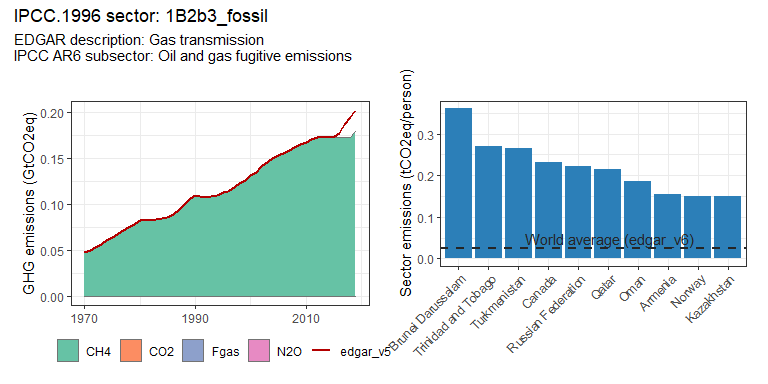 IPCC.1996 sector: 1B2b3_fossil
EDGAR description: Gas transmission
IPCC AR6 subsector: Oil and gas fugitive emissions
GHG emissions (GtCO2eq)
0.20
0.15
0.10
0.05
0.00
1970
1990
2010
CH4
CO2
Fgas
N2O
edgar_v5
Sector emissions (tCO2eq/person)
0.3
0.2
0.1
0.0
World average (edgar_v6)
Brunei Darussalam
Trinidad and Tobago
Turkmenistan
Canada
Russian Federation
Qatar
Oman
Armenia
Norway
Kazakhstan